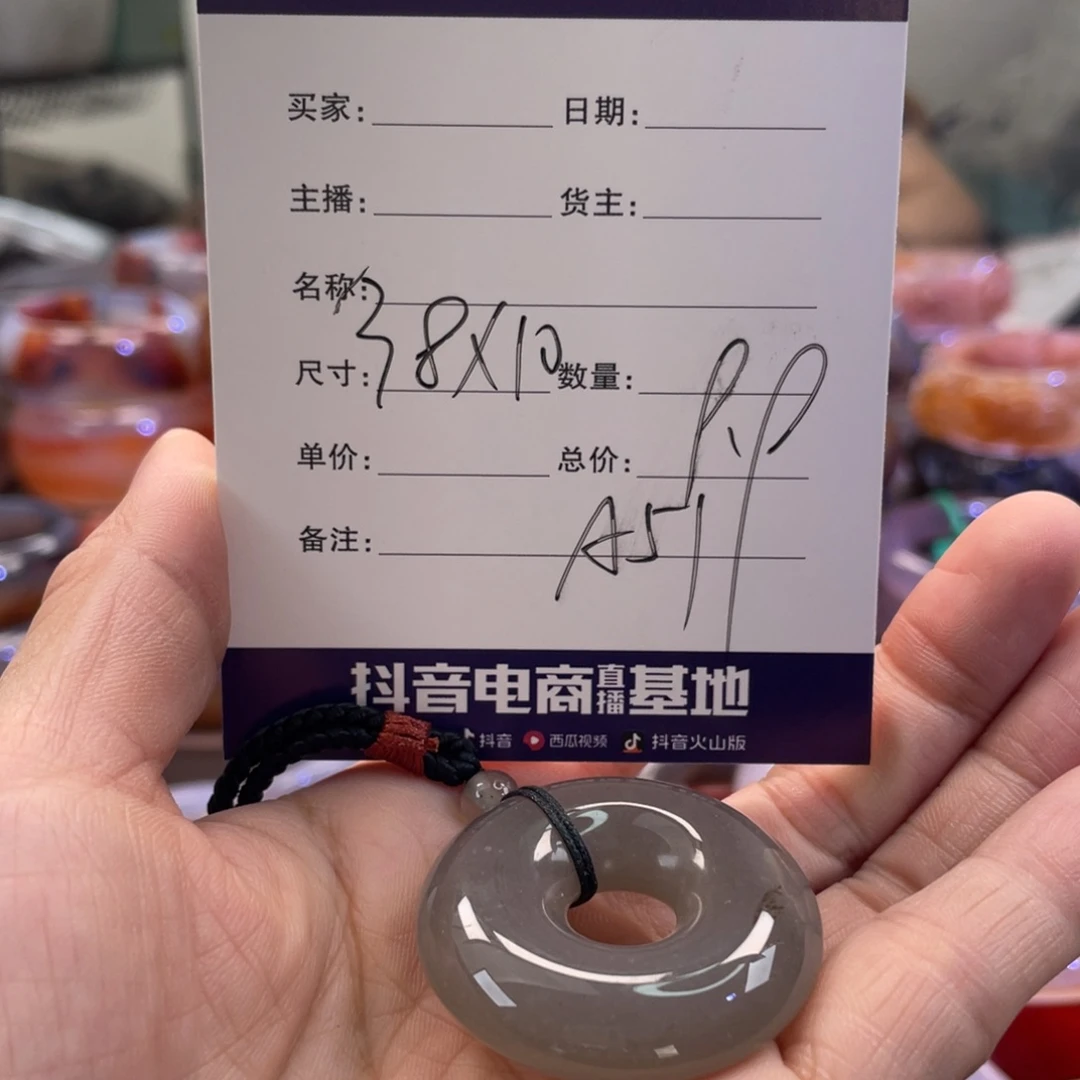 买家: 日期:
主播: 货主:
名称:
尺寸: 38X10 数量:
单价: 总价:
备注: A51
抖音电商直播基地
抖音 西瓜视频 抖音火山版